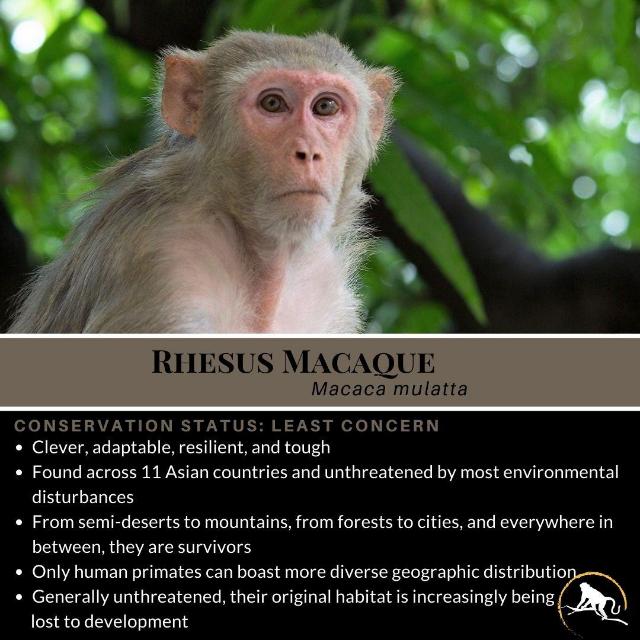 Rhesus Macaque
Macaca mulatta
CONSERVATION STATUS: LEAST CONCERN
• Clever, adaptable, resilient, and tough
• Found across 11 Asian countries and unthreatened by most environmental
disturbances
• From semi-deserts to mountains, from forests to cities, and everywhere in
between, they are survivors
• Only human primates can boast more diverse geographic distribution
• Generally unthreatened, their original habitat is increasingly being
lost to development